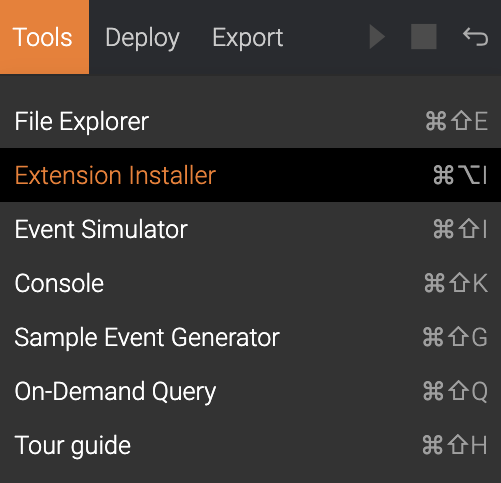 Tools Deploy Export
File Explorer ⌘⇧E
Extension Installer ⌘⌥I
Event Simulator ⌘⇧I
Console ⌘⇧K
Sample Event Generator ⌘⇧G
On-Demand Query ⌘⇧Q
Tour guide ⌘⇧H